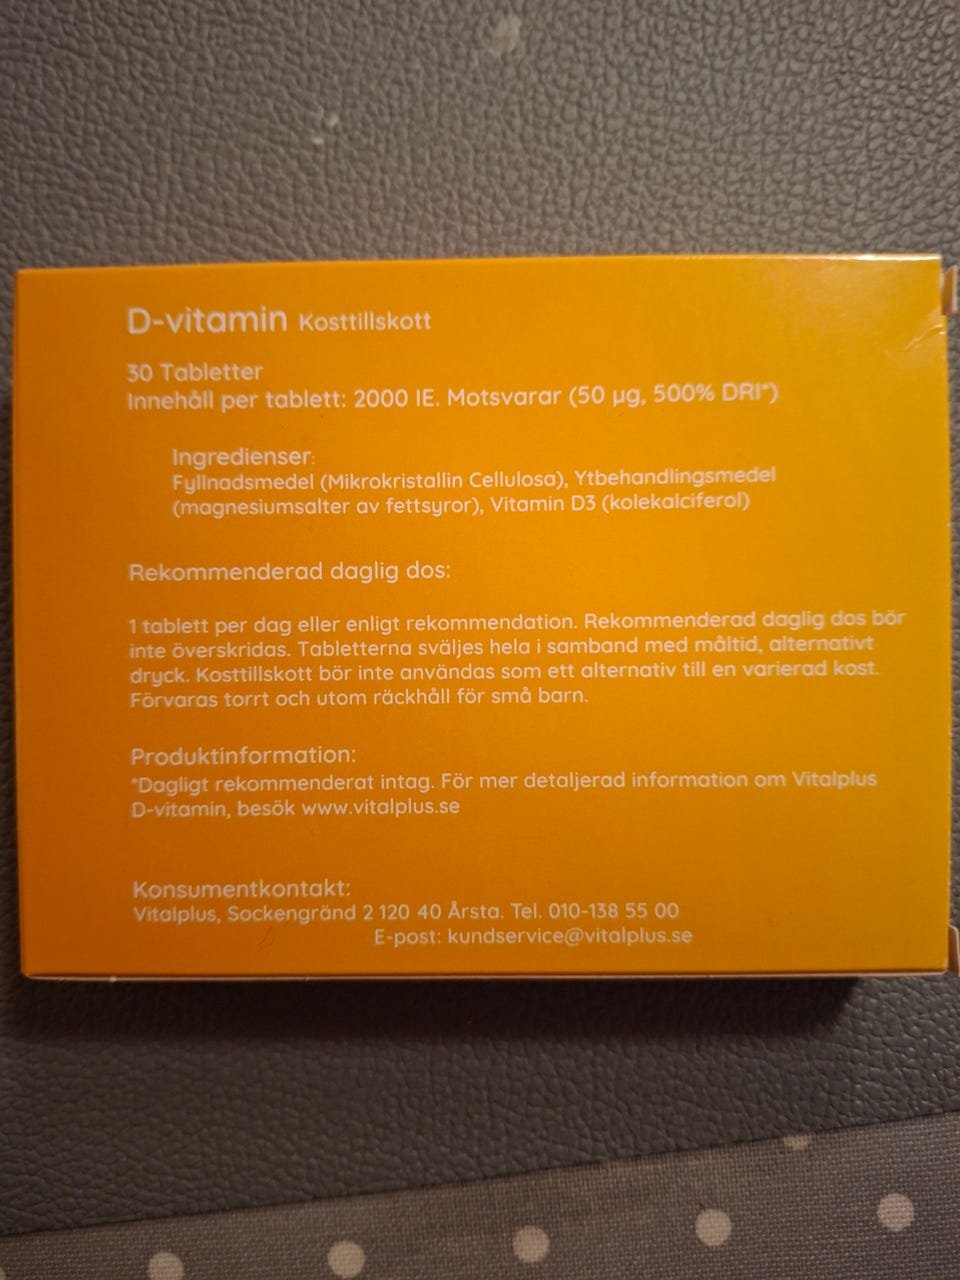 D-vitamin Kosttillskott
30 Tabletter
Innehåll per tablett: 2000 IE. Motsvarar (50 µg, 500% DRI*)
Ingredienser:
Fyllnadsmedel (Mikrokristallin Cellulosa), Ytbehandlingsmedel
(magnesiumsalter av fettsyror), Vitamin D3 (kolekalciferol)
Rekommenderad daglig dos:
1 tablett per dag eller enligt rekommendation. Rekommenderad daglig dos bör
inte överskridas. Tabletterna sväljes hela i samband med måltid, alternativt
dryck. Kosttillskott bör inte användas som ett alternativ till en varierad kost.
Förvaras torrt och utom räckhåll för små barn.
Produktinformation:
*Dagligt rekommenderat intag. För mer detaljerad information om Vitalplus
D-vitamin, besök www.vitalplus.se
Konsumentkontakt:
Vitalplus, Sockengränd 2 120 40 Årsta. Tel. 010-138 55 00
E-post: kundservice@vitalplus.se